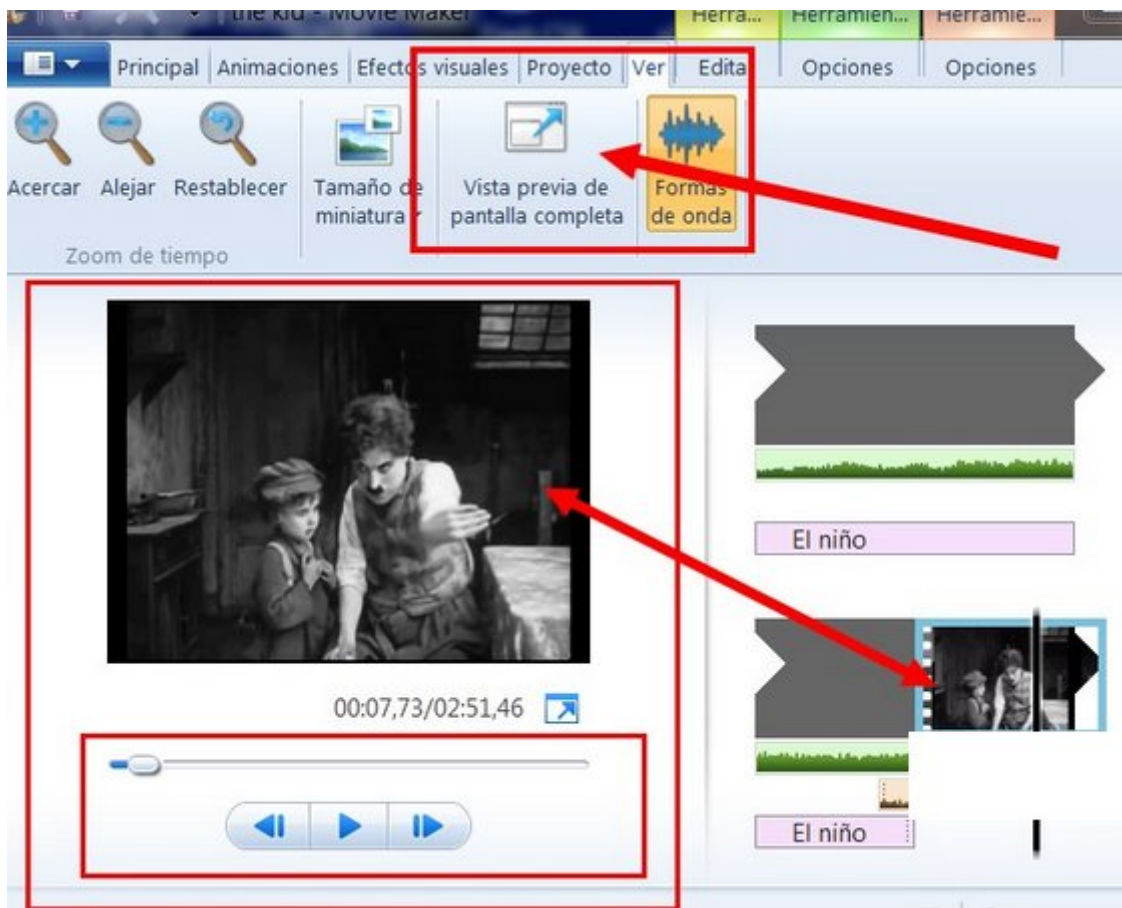 the kid - Movie Maker
Herra... Herramien... Herramie...
Principal Animaciones Efectos visuales Proyecto Ver Edita Opciones Opciones
Acercar Alejar Restablecer Tamaño de miniatura Vista previa de pantalla completa Formas de onda
Zoom de tiempo
El niño
00:07,73/02:51,46
El niño